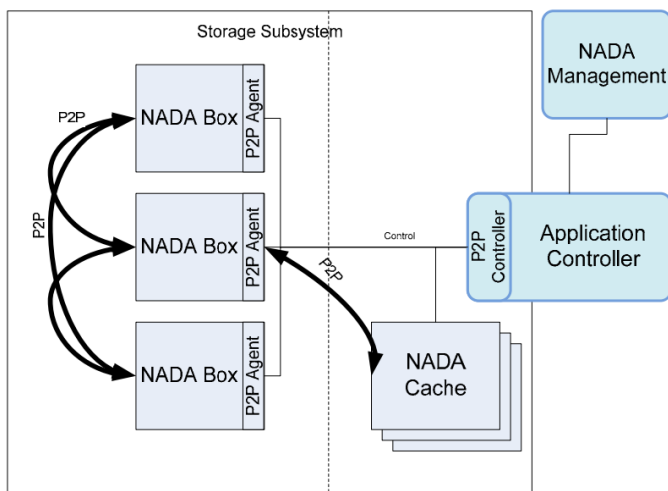 Storage Subsystem
NADA
Management
NADA Box
P2P Agent
P2P
P2P
NADA Box
P2P Agent
Control
P2P
P2P
Controller
Application
Controller
NADA Box
P2P Agent
NADA
Cache